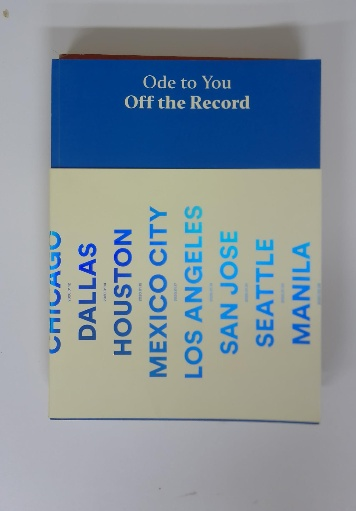 Ode to You
Off the Record
CHICAGO
DALLAS
HOUSTON
MEXICO CITY
LOS ANGELES
SAN JOSE
SEATTLE
MANILA